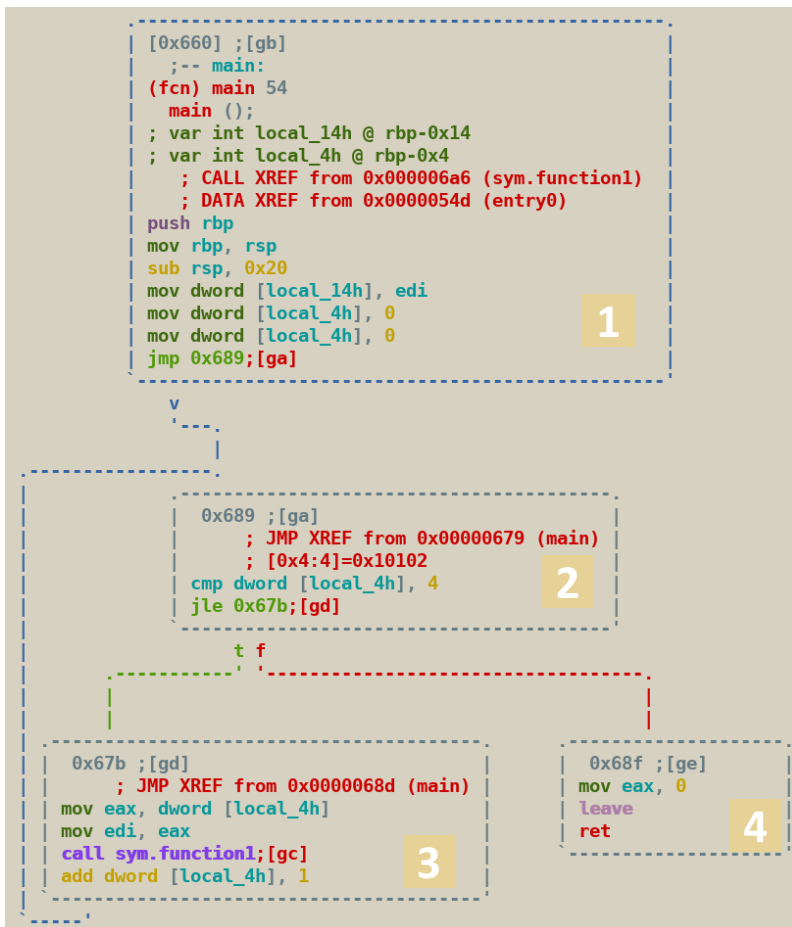 [0x660] ;[gb]
;-- main:
(fcn) main 54
main ();
; var int local_14h @ rbp-0x14
; var int local_4h @ rbp-0x4
; CALL XREF from 0x000006a6 (sym.function1)
; DATA XREF from 0x0000054d (entry0)
push rbp
mov rbp, rsp
sub rsp, 0x20
mov dword [local_14h], edi
mov dword [local_4h], 0
mov dword [local_4h], 0
jmp 0x689;[ga]
1
v
0x689 ;[ga]
; JMP XREF from 0x00000679 (main)
; [0x4:4]=0x10102
cmp dword [local_4h], 4
jle 0x67b;[gd]
2
t f
0x67b ;[gd]
; JMP XREF from 0x0000068d (main)
mov eax, dword [local_4h]
mov edi, eax
call sym.function1;[gc]
add dword [local_4h], 1
3
0x68f ;[ge]
mov eax, 0
leave
ret
4